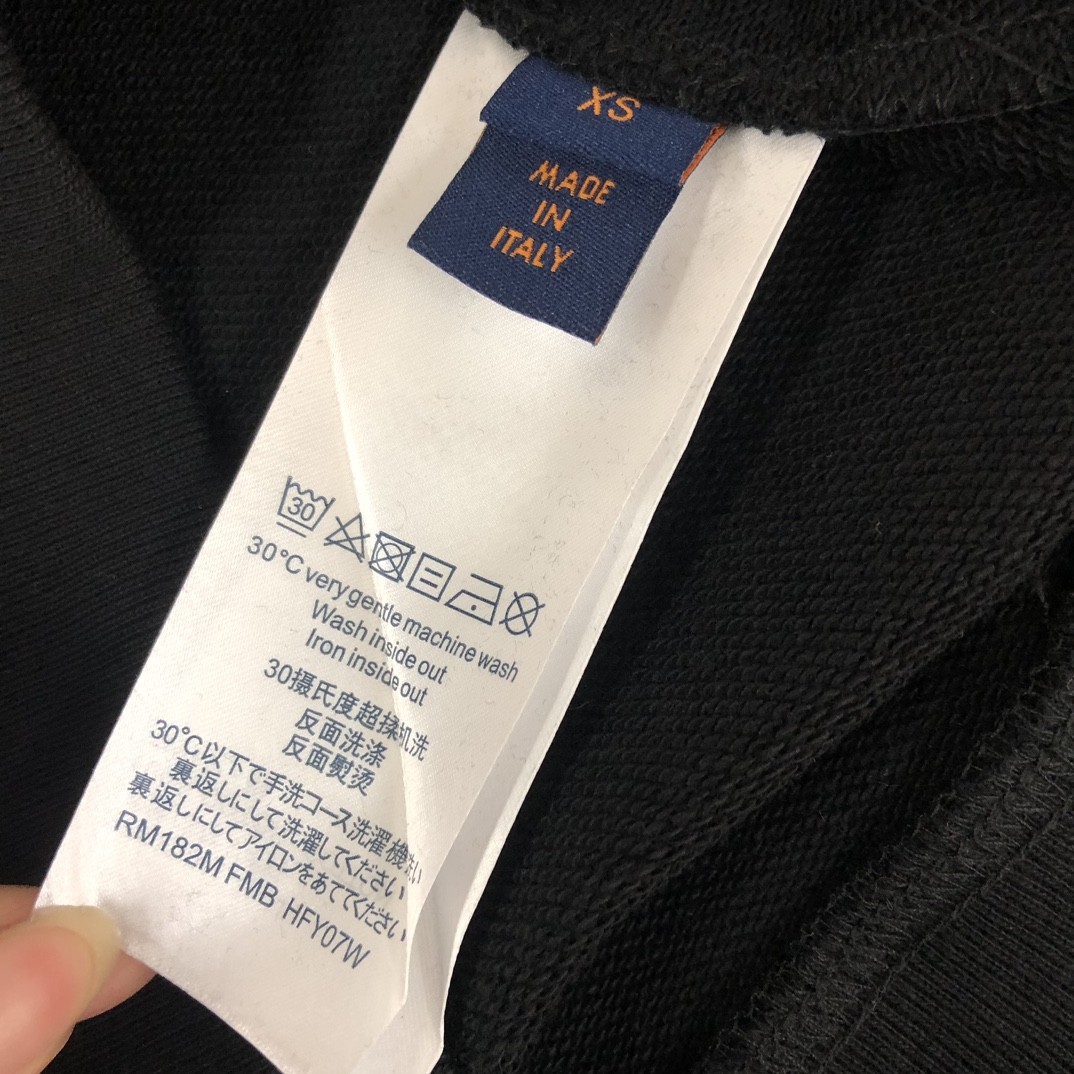 XS
MADE
IN
ITALY
30
30°C very gentle machine wash
Wash inside out
Iron inside out
30摄氏度超揉机洗
反面洗涤
反面熨烫
30°C以下で手洗コース洗濯機洗い
裏返しにして洗濯してください
裏返しにしてアイロンをあててください
RM182M FMB HFY07W